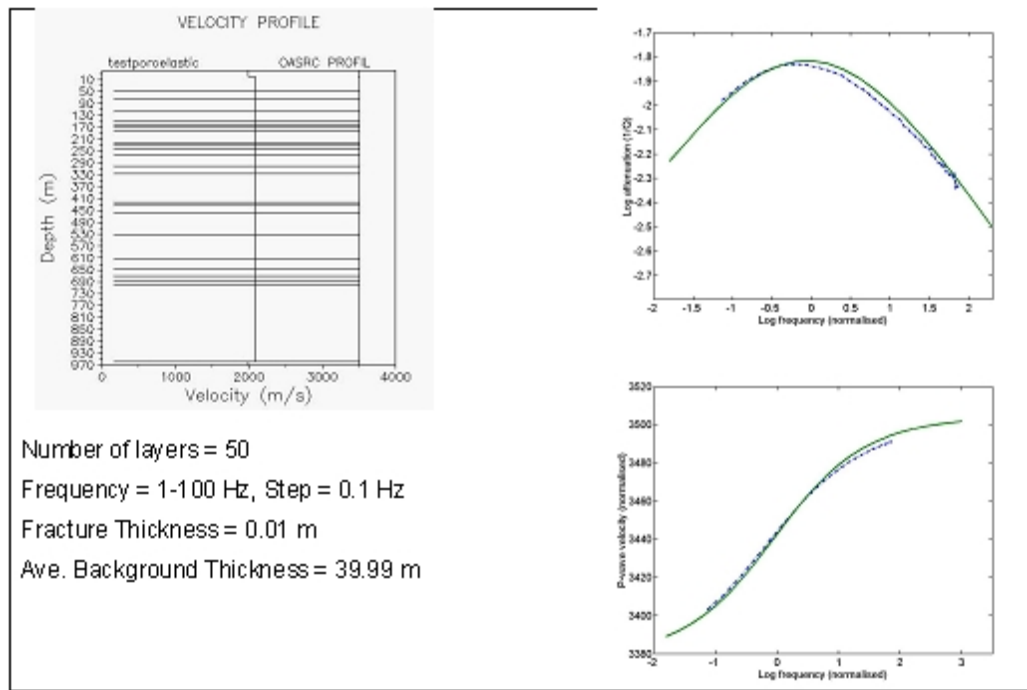 VELOCITY PROFILE
testporoelastic OASRC PROFIL
10
50
90
130
170
210
250
290
330
370
410
450
490
530
570
610
650
690
730
770
810
850
890
930
970
Depth (m)
0 1000 2000 3000 4000
Velocity (m/s)
Number of layers = 50
Frequency = 1-100 Hz, Step = 0.1 Hz
Fracture Thickness = 0.01 m
Ave. Background Thickness = 39.99 m
-1.7
-1.8
-1.9
-2
-2.1
-2.2
-2.3
-2.4
-2.5
-2.6
-2.7
Log attenuation (1/Q)
-2 -1.5 -1 -0.5 0 0.5 1 1.5 2
Log frequency (normalised)
3520
3500
3480
3460
3440
3420
3400
3380
P-wave velocity (normalised)
-2 -1 0 1 2 3
Log frequency (normalised)